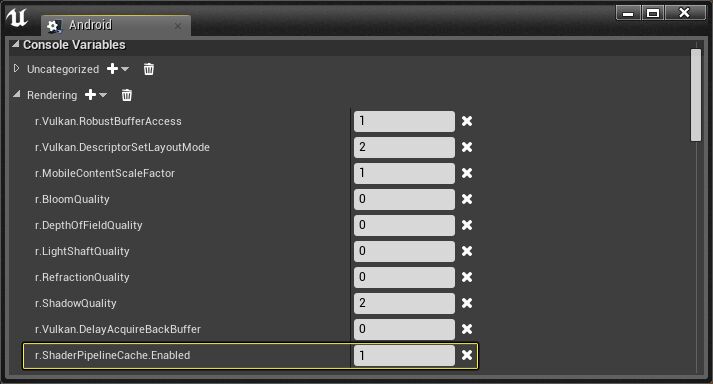 Android
Console Variables
Uncategorized
Rendering
r.Vulkan.RobustBufferAccess 1
r.Vulkan.DescriptorSetLayoutMode 2
r.MobileContentScaleFactor 1
r.BloomQuality 0
r.DepthOfFieldQuality 0
r.LightShaftQuality 0
r.RefractionQuality 0
r.ShadowQuality 2
r.Vulkan.DelayAcquireBackBuffer 0
r.ShaderPipelineCache.Enabled 1